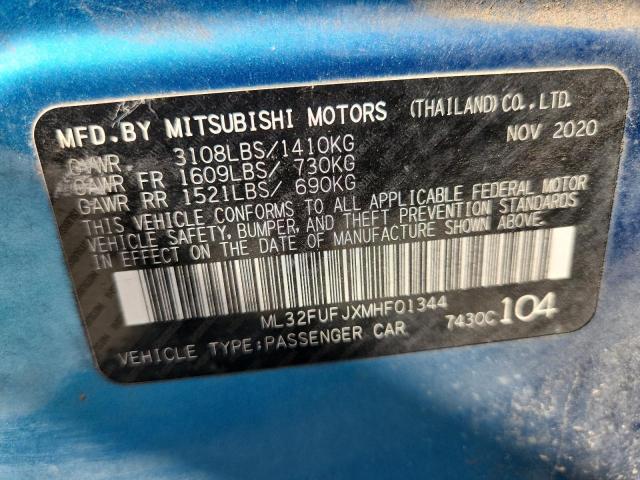 MFD.BY MITSUBISHI MOTORS (THAILAND) CO., LTD.
NOV 2020
GVWR 3108LBS/1410KG
GAWR FR 1609LBS/ 730KG
GAWR RR 1521LBS/ 690KG
THIS VEHICLE CONFORMS TO ALL APPLICABLE FEDERAL MOTOR
VEHICLE SAFETY, BUMPER, AND THEFT PREVENTION STANDARDS
IN EFFECT ON THE DATE OF MANUFACTURE SHOWN ABOVE.
ML32FUFJXMHF01344
7430C 104
VEHICLE TYPE:PASSENGER CAR